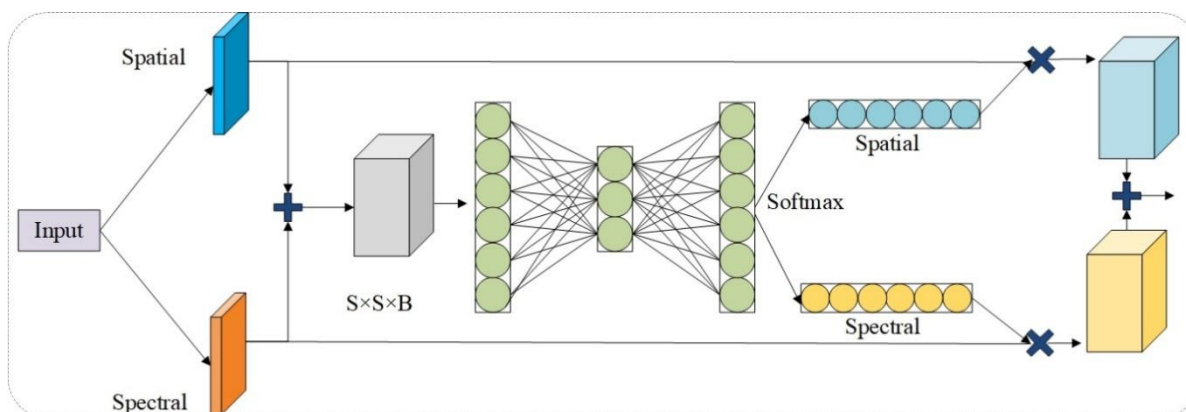 Spatial
Input
Spectral
S×S×B
Softmax
Spatial
Spectral